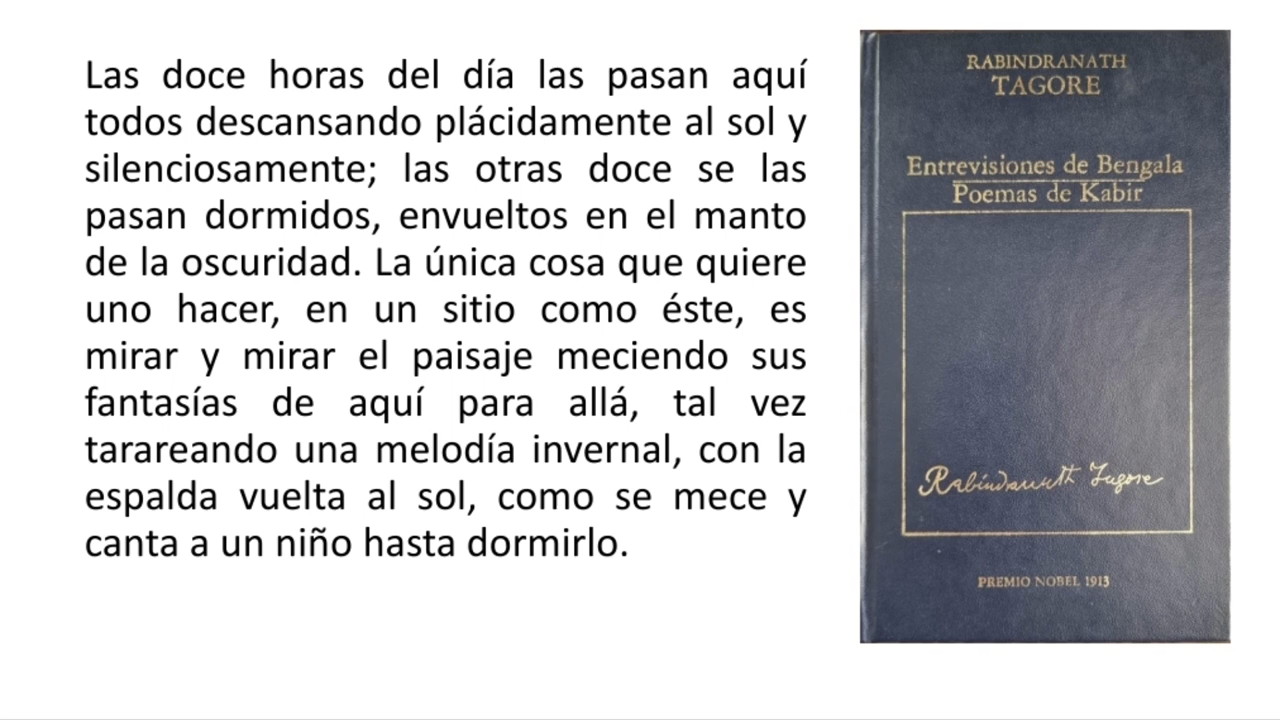 Las doce horas del día las pasan aquí
todos descansando plácidamente al sol y
silenciosamente; las otras doce se las
pasan dormidos, envueltos en el manto
de la oscuridad. La única cosa que quiere
uno hacer, en un sitio como éste, es
mirar y mirar el paisaje meciendo sus
fantasías de aquí para allá, tal vez
tarareando una melodía invernal, con la
espalda vuelta al sol, como se mece y
canta a un niño hasta dormirlo.
RABINDRANATH
TAGORE
Entrevisiones de Bengala
Poemas de Kabir
Rabindranath Tagore
PREMIO NOBEL 1913